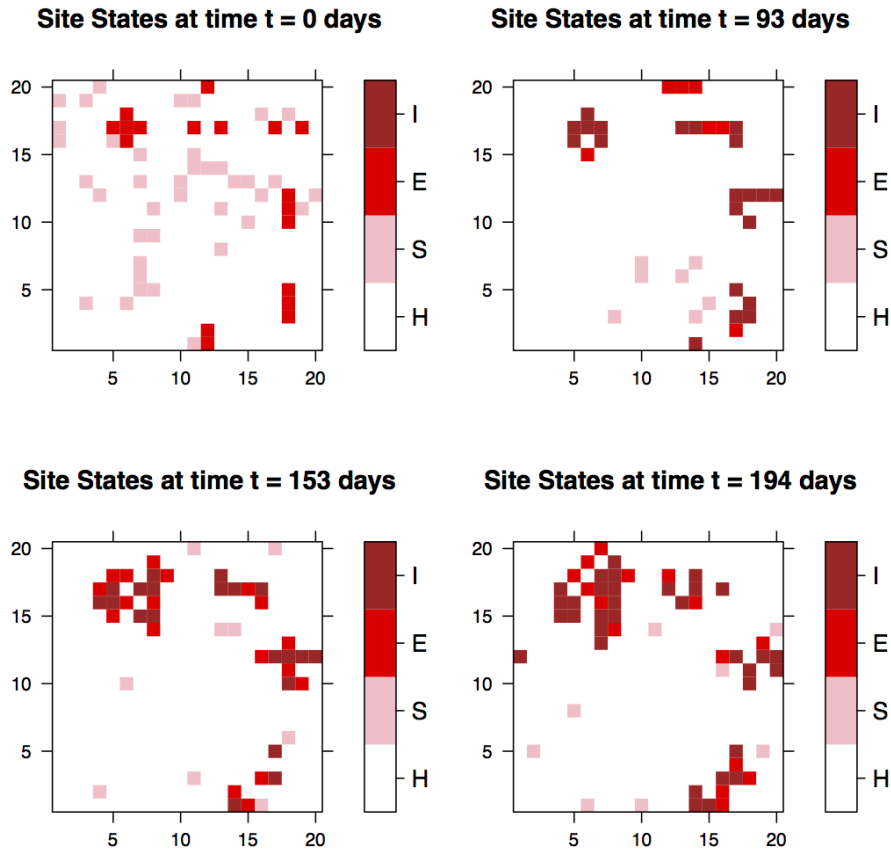 Site States at time t = 0 days
20
15
10
5
5
10
15
20
I
E
S
H
Site States at time t = 93 days
20
15
10
5
5
10
15
20
I
E
S
H
Site States at time t = 153 days
20
15
10
5
5
10
15
20
I
E
S
H
Site States at time t = 194 days
20
15
10
5
5
10
15
20
I
E
S
H